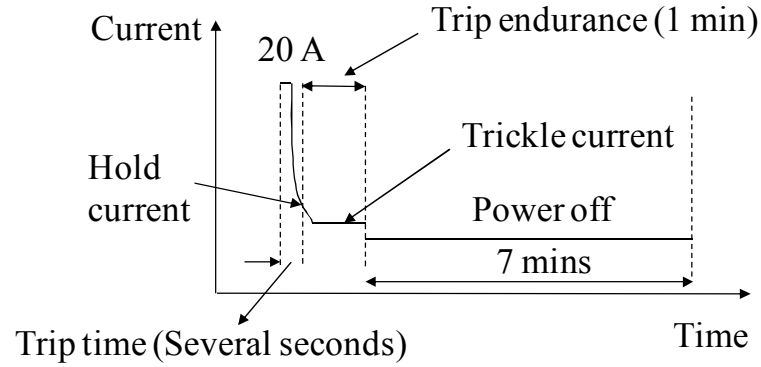 Trip endurance (1 min)
Current
20 A
Trickle current
Hold
current
Power off
7 mins
Time
Trip time (Several seconds)